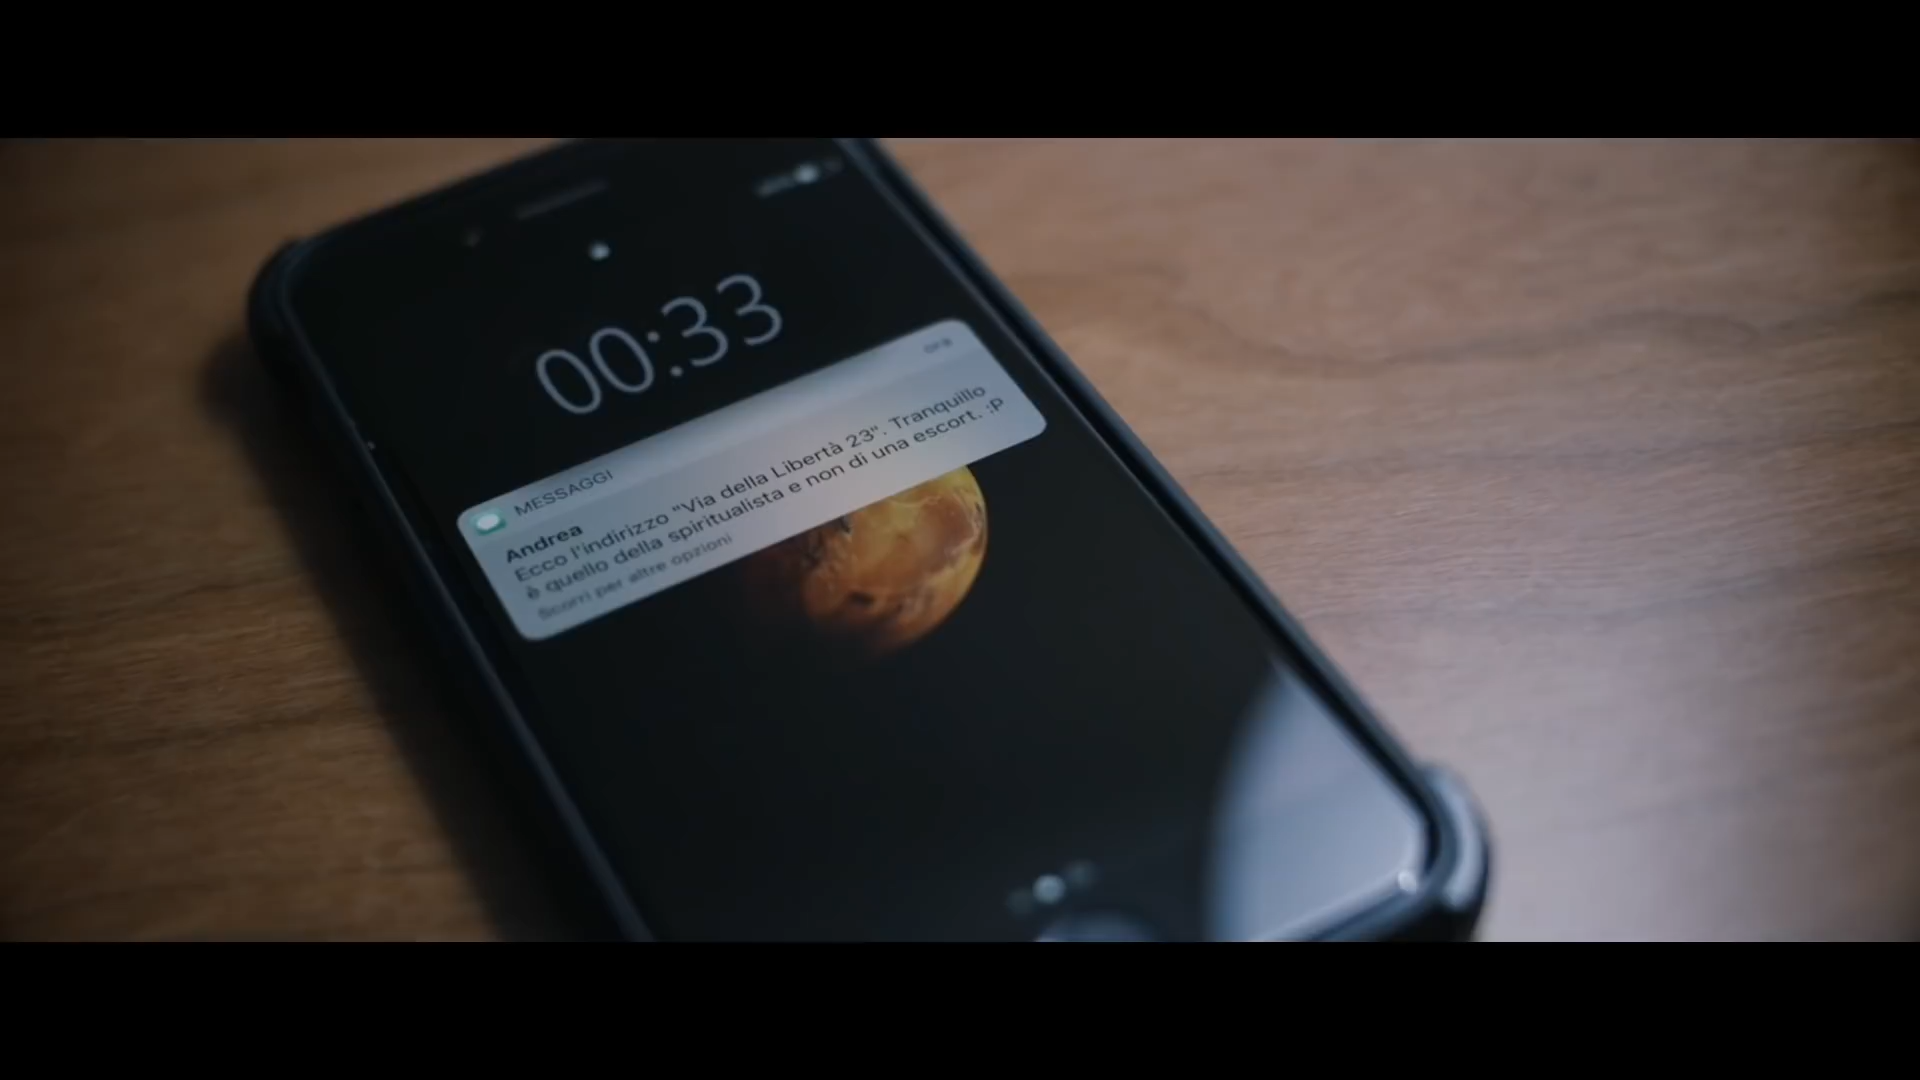 00:33
MESSAGGI
ora
Andrea
Ecco l'indirizzo "Via della Libertà 23". Tranquillo
è quello della spiritualista e non di una escort. :P
Scorri per altre opzioni